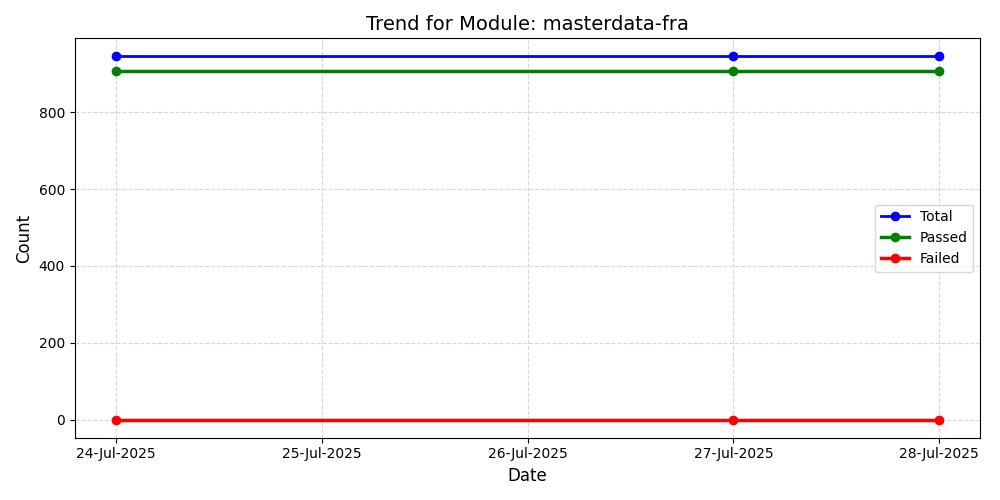 Trend for Module: masterdata-fra
Count
800
600
400
200
0
Total
Passed
Failed
24-Jul-2025 25-Jul-2025 26-Jul-2025 27-Jul-2025 28-Jul-2025
Date